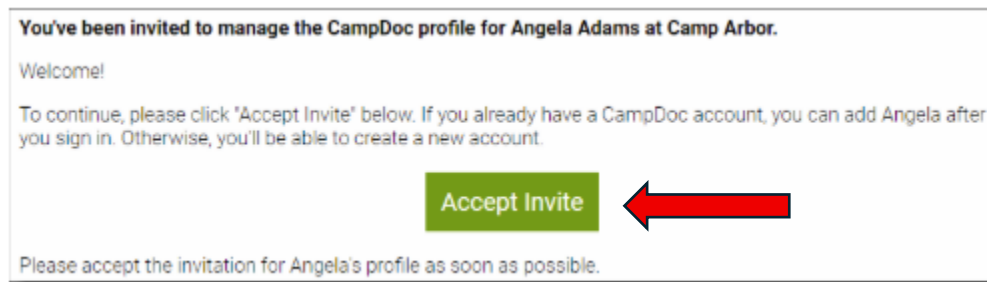 You've been invited to manage the CampDoc profile for Angela Adams at Camp Arbor.
Welcome!
To continue, please click "Accept Invite" below. If you already have a CampDoc account, you can add Angela after
you sign in. Otherwise, you'll be able to create a new account.
Accept Invite
Please accept the invitation for Angela's profile as soon as possible.